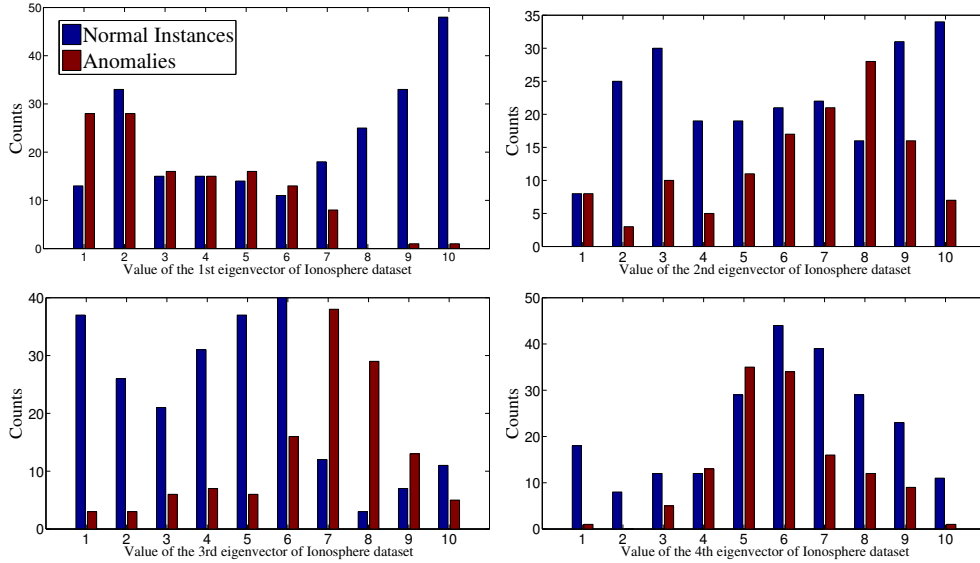 50
40
30
20
10
0
Counts
Normal Instances
Anomalies
1 2 3 4 5 6 7 8 9 10
Value of the 1st eigenvector of Ionosphere dataset
35
30
25
20
15
10
5
0
Counts
1 2 3 4 5 6 7 8 9 10
Value of the 2nd eigenvector of Ionosphere dataset
40
30
20
10
0
Counts
1 2 3 4 5 6 7 8 9 10
Value of the 3rd eigenvector of Ionosphere dataset
50
40
30
20
10
0
Counts
1 2 3 4 5 6 7 8 9 10
Value of the 4th eigenvector of Ionosphere dataset